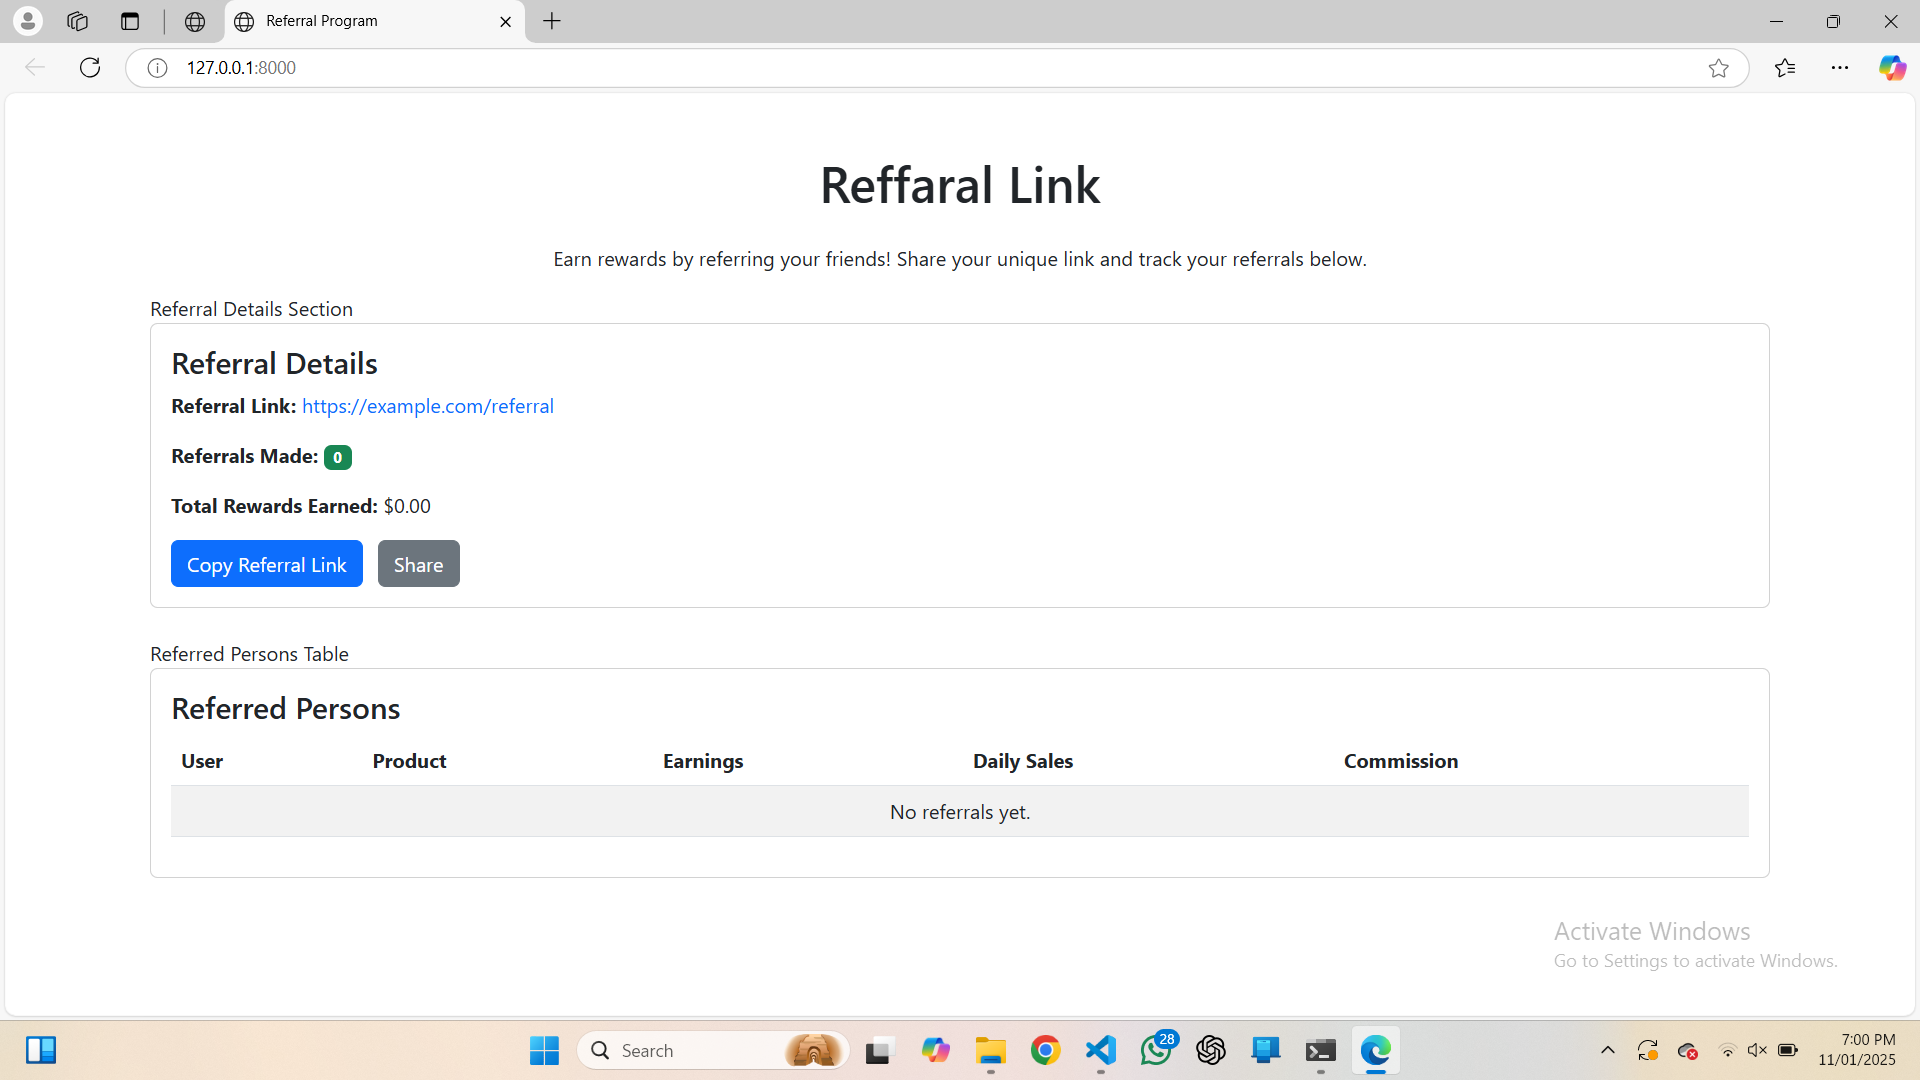 Referral Program
127.0.0.1:8000
Reffaral Link
Earn rewards by referring your friends! Share your unique link and track your referrals below.
Referral Details Section
Referral Details
Referral Link: https://example.com/referral
Referrals Made: 0
Total Rewards Earned: $0.00
Copy Referral Link Share
Referred Persons Table
Referred Persons
User Product Earnings Daily Sales Commission
No referrals yet.
Activate Windows
Go to Settings to activate Windows.
Search
28
7:00 PM
11/01/2025